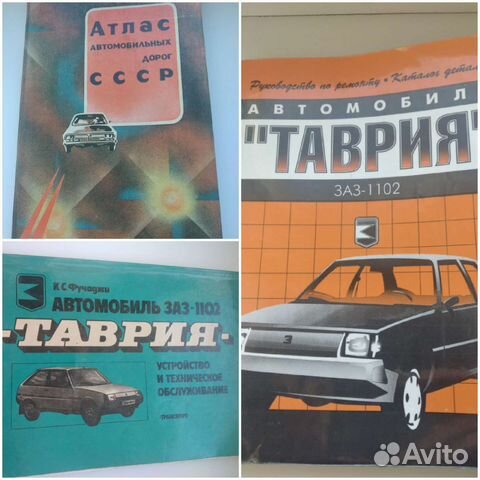 Атлас
АВТОМОБИЛЬНЫХ
ДОРОГ
СССР
Руководство по ремонту • Каталог детал
АВТОМОБИЛ
"ТАВРИЯ"
ЗАЗ-1102
К.С.Фучаджи
АВТОМОБИЛЬ ЗАЗ-1102
-ТАВРИЯ-
УСТРОЙСТВО
И ТЕХНИЧЕСКОЕ
ОБСЛУЖИВАНИЕ
·ТРАНСПОРТ·
Avito